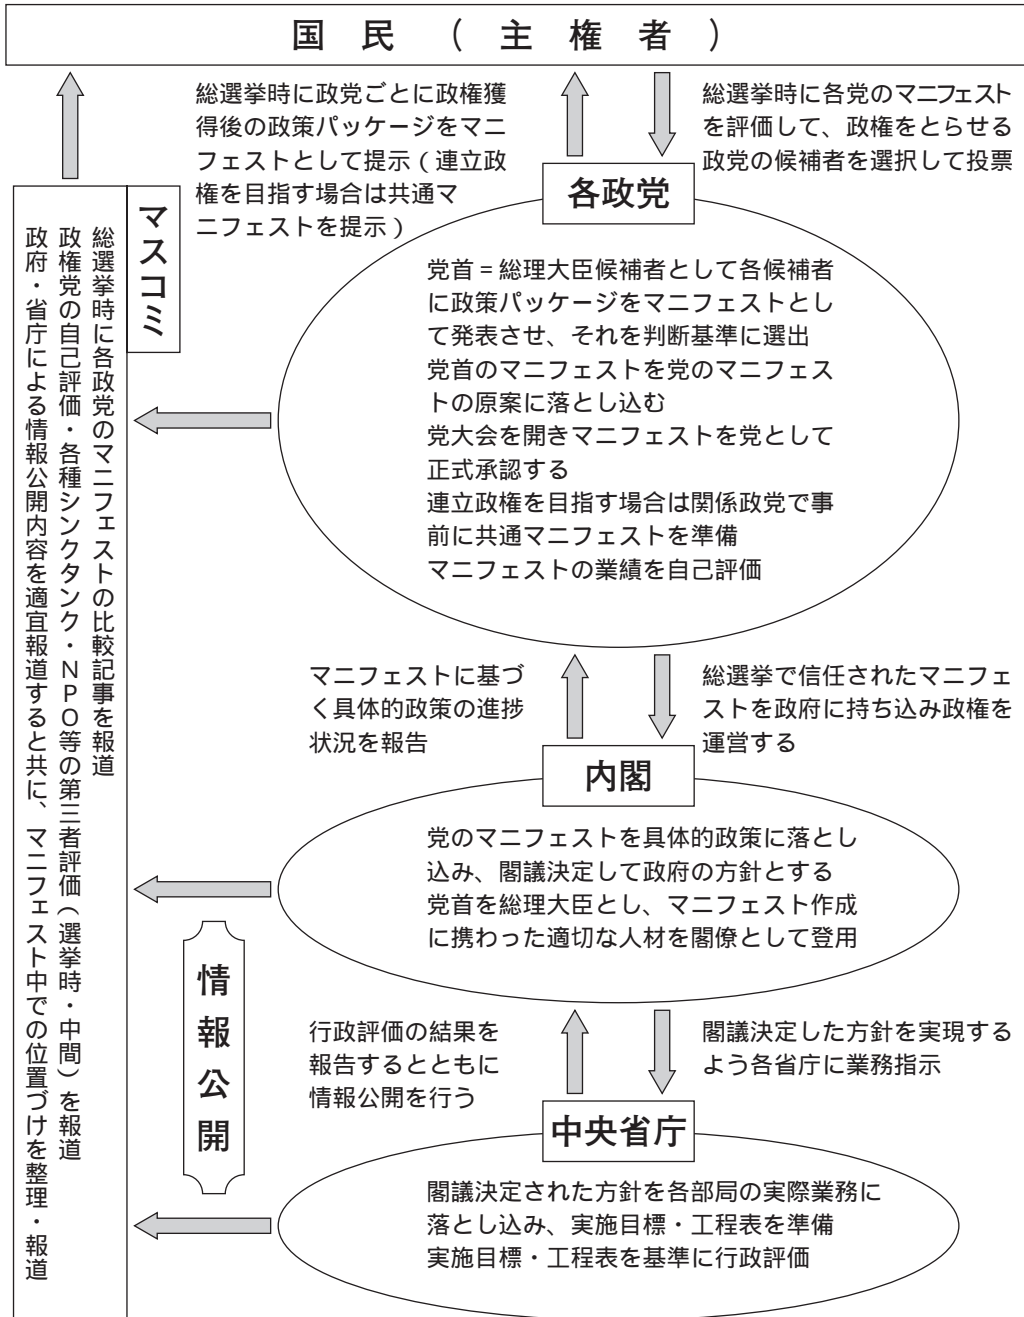 国民（主権者）
総選挙時に政党ごとに政権獲
得後の政策パッケージをマニ
フェストとして提示（連立政
権を目指す場合は共通マ
ニフェストを提示）
総選挙時に各党のマニフェスト
を評価して、政権をとらせる
政党の候補者を選択して投票
各政党
党首＝総理大臣候補者として各候補者
に政策パッケージをマニフェストとし
て発表させ、それを判断基準に選出
党首のマニフェストを党のマニフェス
トの原案に落とし込む
党大会を開きマニフェストを党として
正式承認する
連立政権を目指す場合は関係政党で事
前に共通マニフェストを準備
マニフェストの業績を自己評価
マスコミ
総選挙時に各政党のマニフェストの比較記事を報道
政権党の自己評価・各種シンクタンク・ＮＰＯ等の第三者評価（選挙時・中間）を報道
政府・省庁による情報公開内容を適宜報道すると共に、マニフェスト中での位置づけを整理・報道
マニフェストに基づ
く具体的政策の進捗
状況を報告
総選挙で信任されたマニフェ
ストを政府に持ち込み政権を
運営する
内閣
党のマニフェストを具体的政策に落とし
込み、閣議決定して政府の方針とする
党首を総理大臣とし、マニフェスト作成
に携わった適切な人材を閣僚として登用
情報公開
行政評価の結果を
報告するとともに
情報公開を行う
閣議決定した方針を実現する
よう各省庁に業務指示
中央省庁
閣議決定された方針を各部局の実際業務に
落とし込み、実施目標・工程表を準備
実施目標・工程表を基準に行政評価